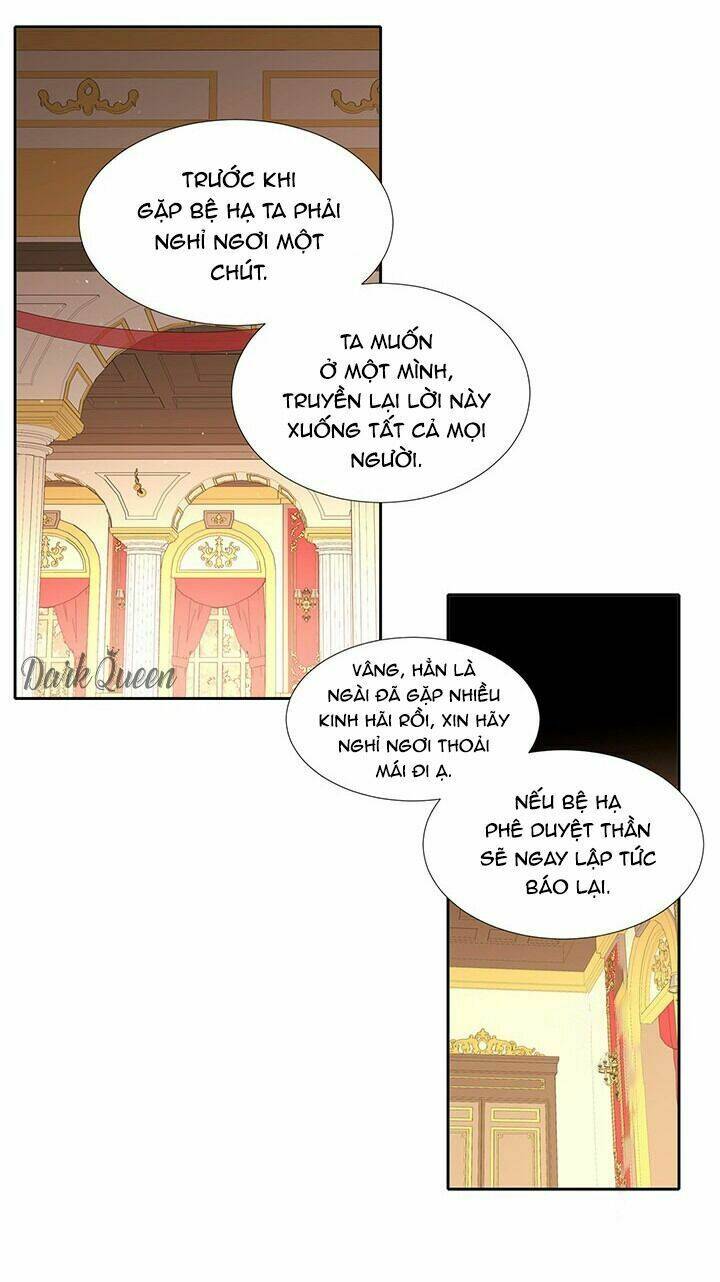 TRƯỚC KHI
GẶP BỆ HẠ TA PHẢI
NGHỈ NGƠI MỘT
CHÚT.
TA MUỐN
Ở MỘT MÌNH,
TRUYỀN LẠI LỜI NÀY
XUỐNG TẤT CẢ MỌI
NGƯỜI.
Dark Queen
VÂNG, HẲN LÀ
NGÀI ĐÃ GẶP NHIỀU
KINH HÃI RỒI, XIN HÃY
NGHỈ NGƠI THOẢI
MÁI ĐI Ạ.
NẾU BỆ HẠ
PHÊ DUYỆT THẦN
SẼ NGAY LẬP TỨC
BÁO LẠI.